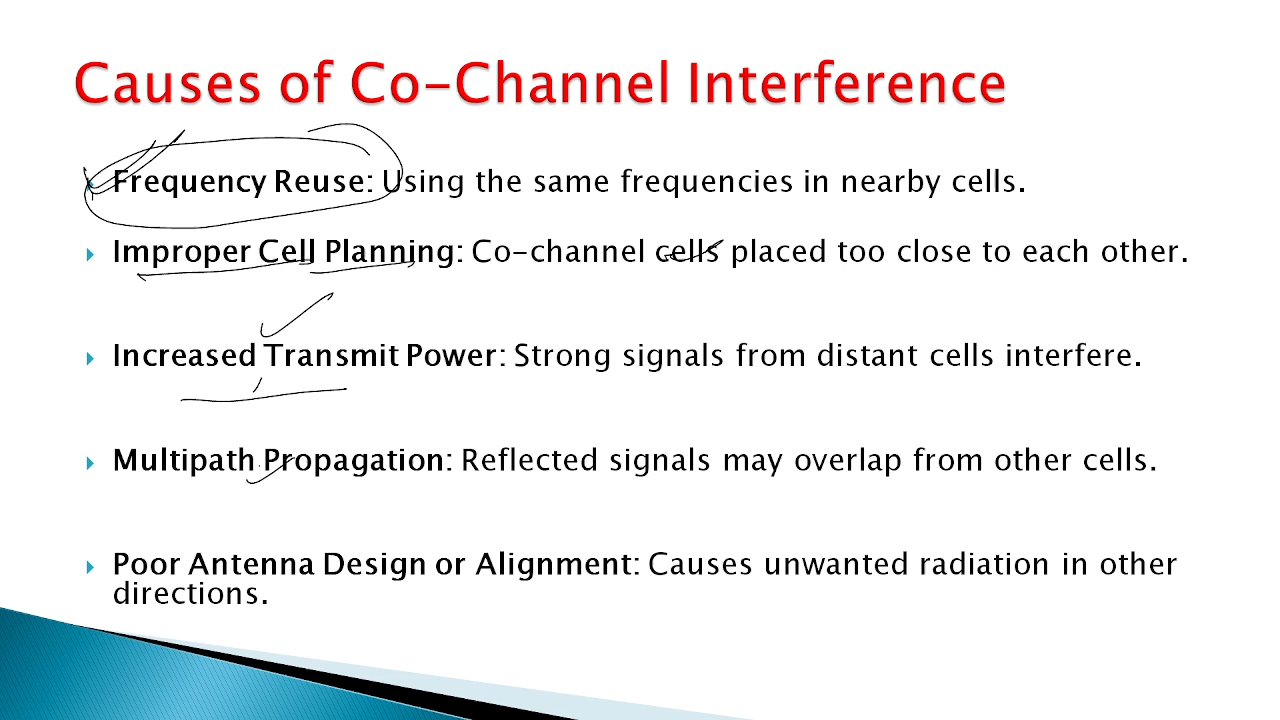 Causes of Co-Channel Interference
Frequency Reuse: Using the same frequencies in nearby cells.
Improper Cell Planning: Co-channel cells placed too close to each other.
Increased Transmit Power: Strong signals from distant cells interfere.
Multipath Propagation: Reflected signals may overlap from other cells.
Poor Antenna Design or Alignment: Causes unwanted radiation in other
directions.